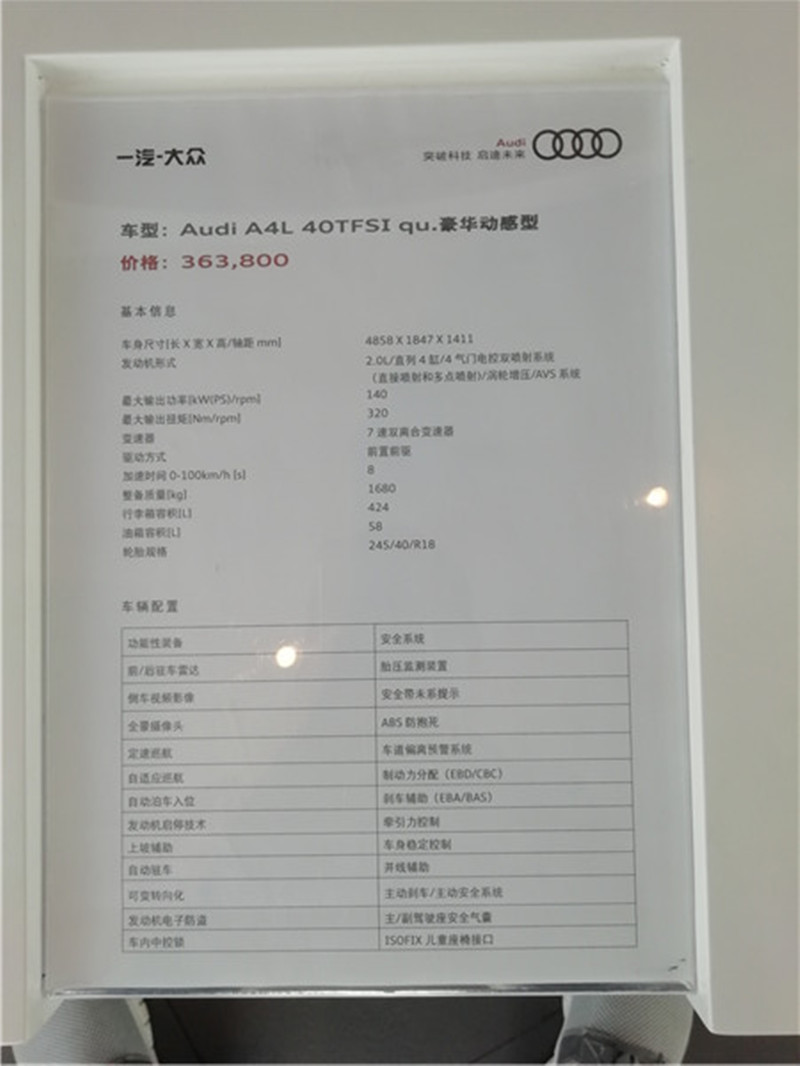 一汽-大众
Audi
突破科技 启迪未来
车型：Audi A4L 40TFSI qu.豪华动感型
价格：363,800
基本信息
车身尺寸[长 X 宽 X 高/轴距 mm] 4858 X 1847 X 1411
发动机形式 2.0L/直列 4 缸/4 气门电控双喷射系统
（直接喷射和多点喷射)/涡轮增压/AVS 系统
最大输出功率[kW(PS)/rpm] 140
最大输出扭矩[Nm/rpm] 320
变速器 7 速双离合变速器
驱动方式 前置前驱
加速时间 0-100km/h [s] 8
整备质量[kg] 1680
行李箱容积[L] 424
油箱容积[L] 58
轮胎规格 245/40/R18
车辆配置
功能性装备 安全系统
前/后驻车雷达 胎压监测装置
倒车视频影像 安全带未系提示
全景摄像头 ABS 防抱死
定速巡航 车道偏离预警系统
自适应巡航 制动力分配（EBD/CBC）
自动泊车入位 刹车辅助（EBA/BAS）
发动机启停技术 牵引力控制
上坡辅助 车身稳定控制
自动驻车 并线辅助
可变转向化 主动刹车/主动安全系统
发动机电子防盗 主/副驾驶座安全气囊
车内中控锁 ISOFIX 儿童座椅接口